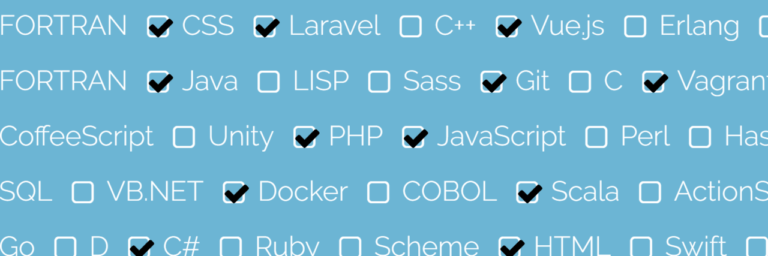 FORTRAN CSS Laravel C++ Vue.js Erlang
FORTRAN Java LISP Sass Git C Vagrant
CoffeeScript Unity PHP JavaScript Perl Has
SQL VB.NET Docker COBOL Scala ActionS
Go D C# Ruby Scheme HTML Swift